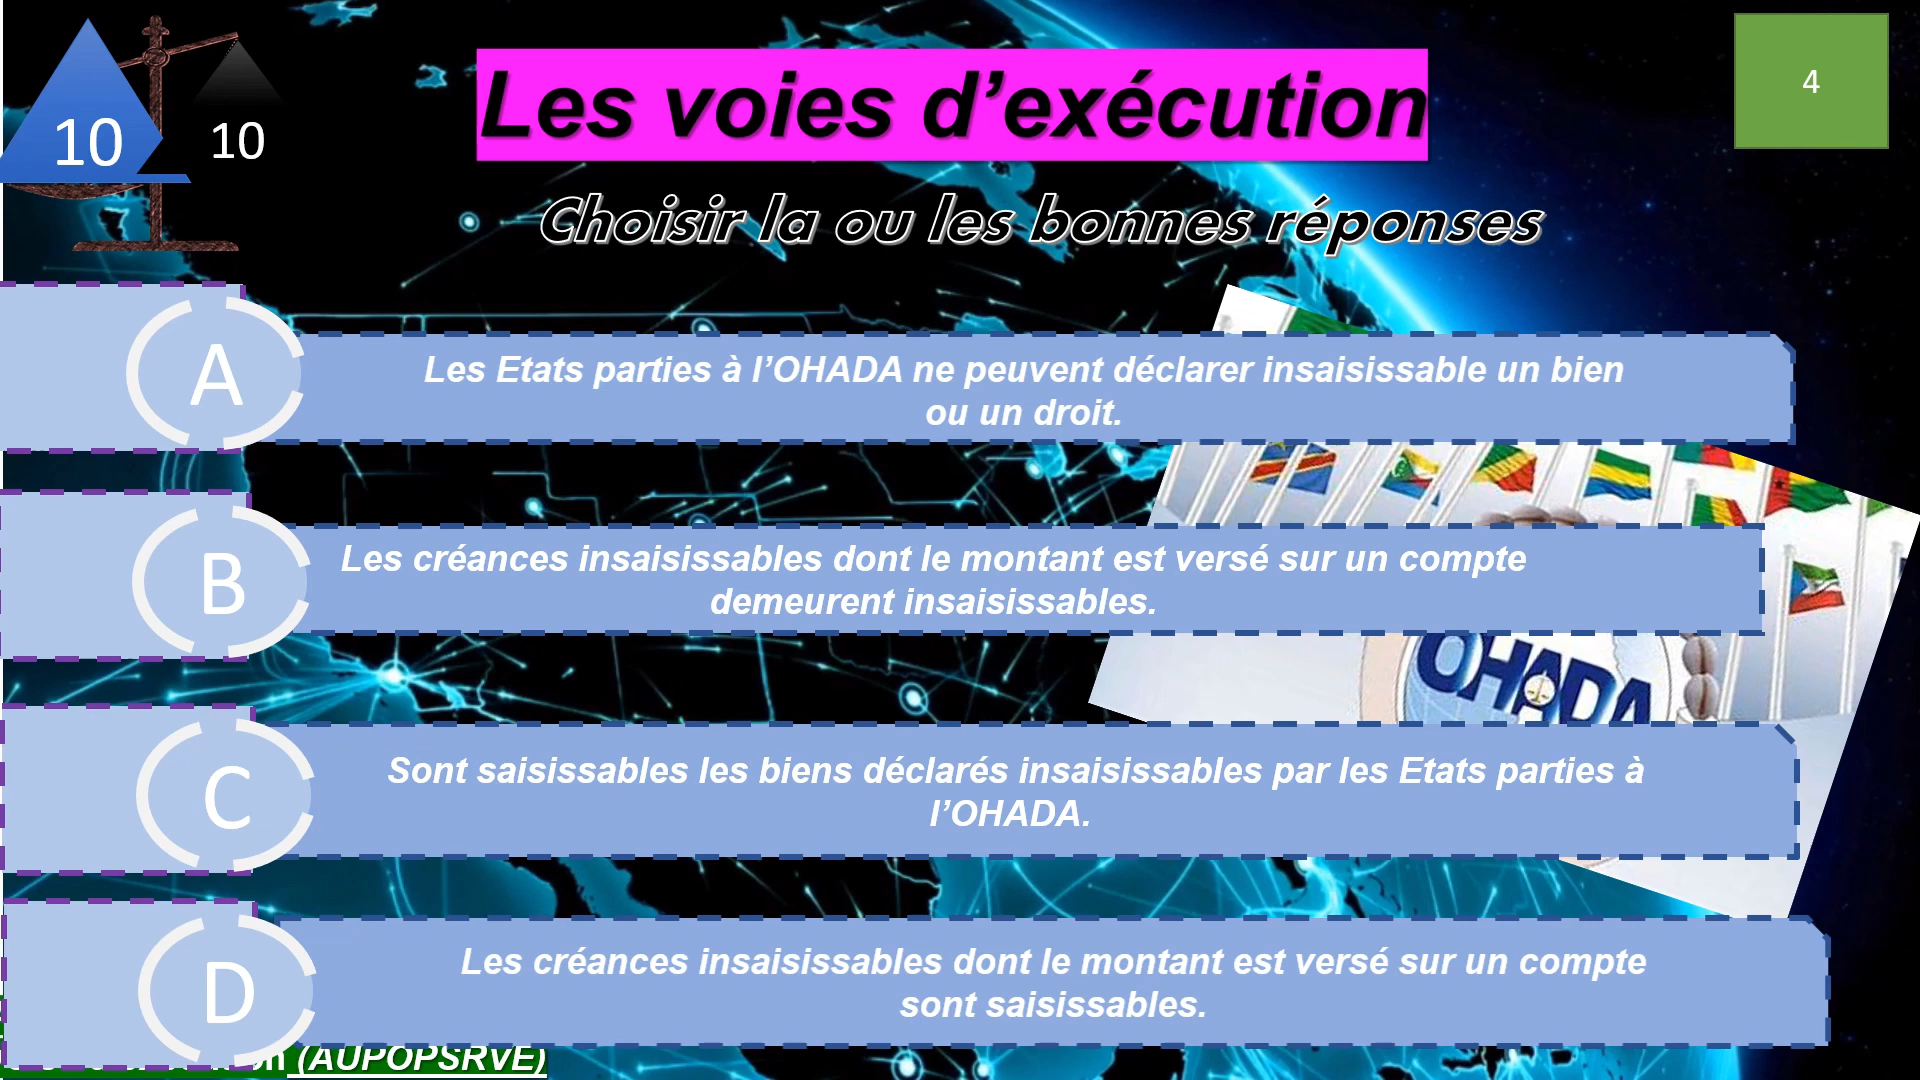 10
10
Les voies d’exécution
4
Choisir la ou les bonnes réponses
A
Les Etats parties à l’OHADA ne peuvent déclarer insaisissable un bien
ou un droit.
B
Les créances insaisissables dont le montant est versé sur un compte
demeurent insaisissables.
OHADA
C
Sont saisissables les biens déclarés insaisissables par les Etats parties à
l’OHADA.
D
Les créances insaisissables dont le montant est versé sur un compte
sont saisissables.
(AUPOPSRVE)